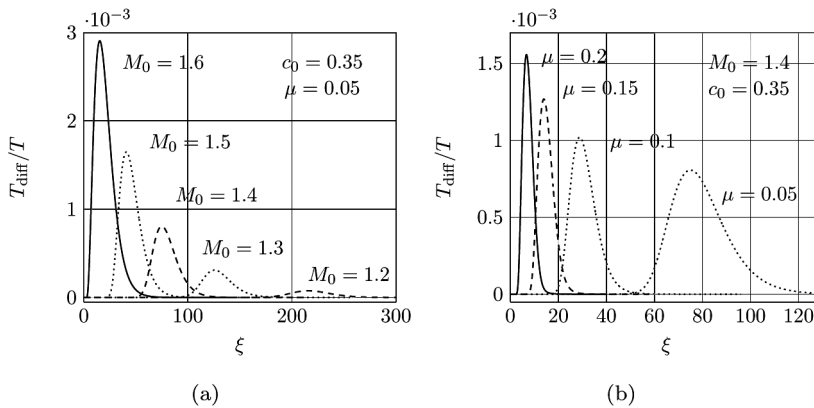 ·10⁻³
3
2
1
0
T_diff/T
M₀ = 1.6
c₀ = 0.35
μ = 0.05
M₀ = 1.5
M₀ = 1.4
M₀ = 1.3
M₀ = 1.2
0 100 200 300
ξ
(a)
·10⁻³
1.5
1
0.5
0
T_diff/T
μ = 0.2
M₀ = 1.4
μ = 0.15
c₀ = 0.35
μ = 0.1
μ = 0.05
0 20 40 60 80 100 120
ξ
(b)